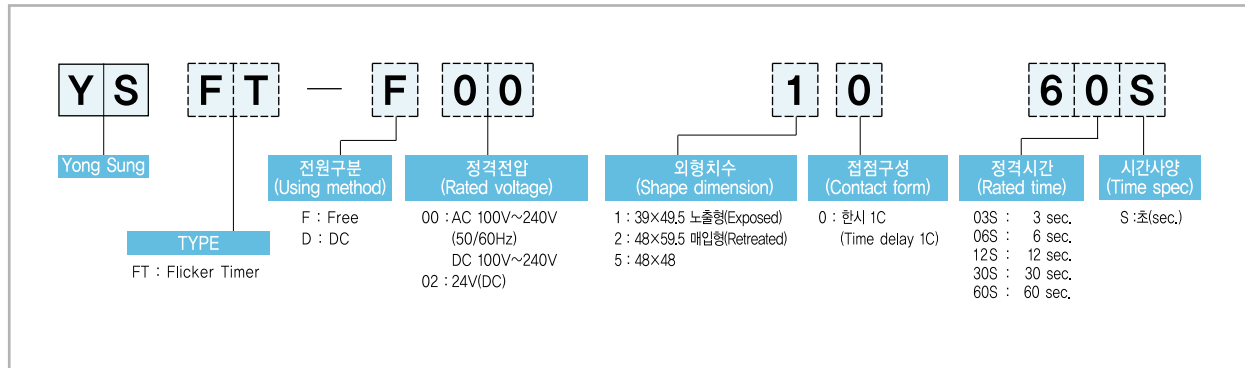 YS FT — F 00 1 0 60S
Yong Sung
TYPE
FT : Flicker Timer
전원구분
(Using method)
F : Free
D : DC
정격전압
(Rated voltage)
00 : AC 100V~240V
(50/60Hz)
DC 100V~240V
02 : 24V(DC)
외형치수
(Shape dimension)
1 : 39×49.5 노출형(Exposed)
2 : 48×59.5 매입형(Retreated)
5 : 48×48
접점구성
(Contact form)
0 : 한시 1C
(Time delay 1C)
정격시간
(Rated time)
03S : 3 sec.
06S : 6 sec.
12S : 12 sec.
30S : 30 sec.
60S : 60 sec.
시간사양
(Time spec)
S :초(sec.)